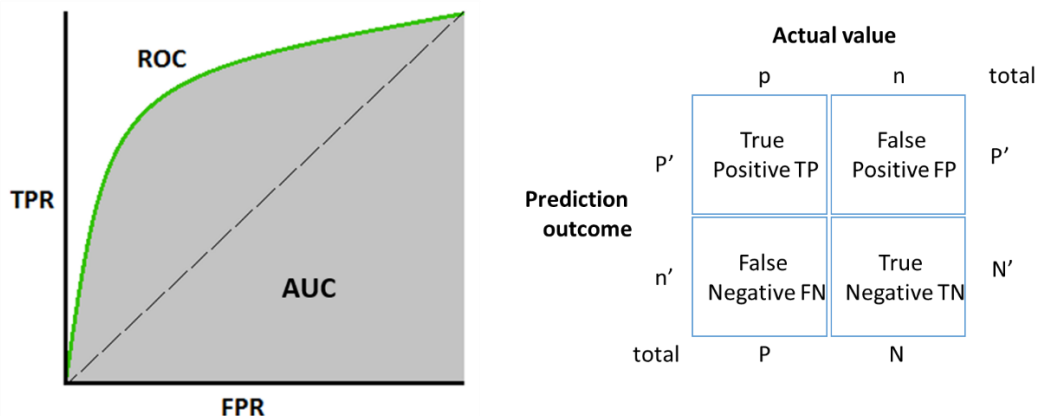 ROC
TPR
AUC
FPR
Actual value
p n total
True Positive TP
False Positive FP
P’ P’
Prediction outcome
False Negative FN
True Negative TN
n’ N’
total P N